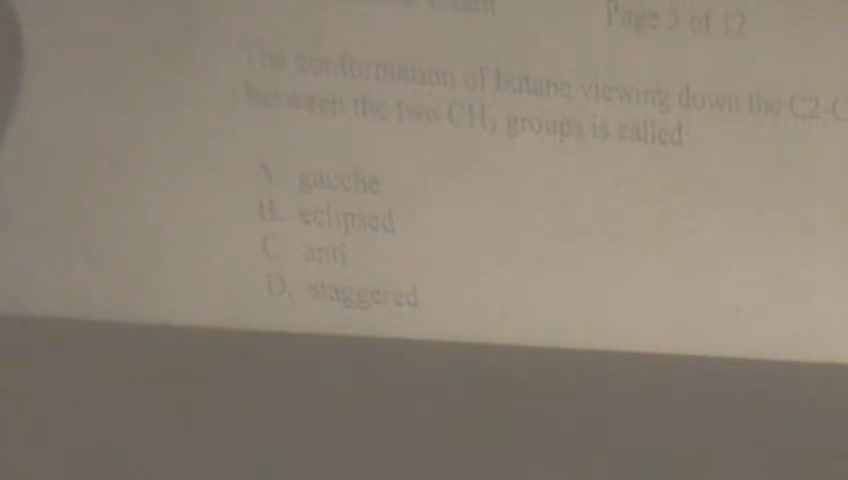 Page 3 of 12
The conformation of butane viewing down the C2-C
between the two CH₃ groups is called
A. gauche
B. eclipsed
C. anti
D. staggered